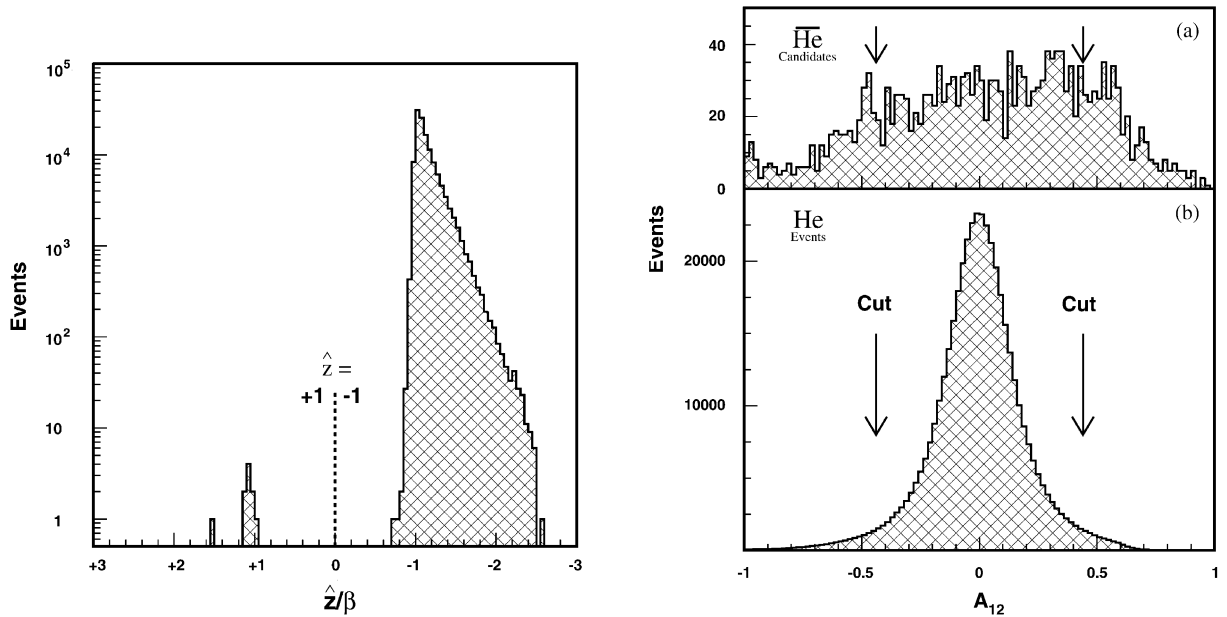 Events
10^5
10^4
10^3
10^2
10
1
ẑ =
+1 -1
+3 +2 +1 0 -1 -2 -3
ẑ/β
Events
40
20
0
H̅e̅
Candidates
(a)
20000
10000
He
Events
(b)
Cut Cut
-1 -0.5 0 0.5 1
A₁₂